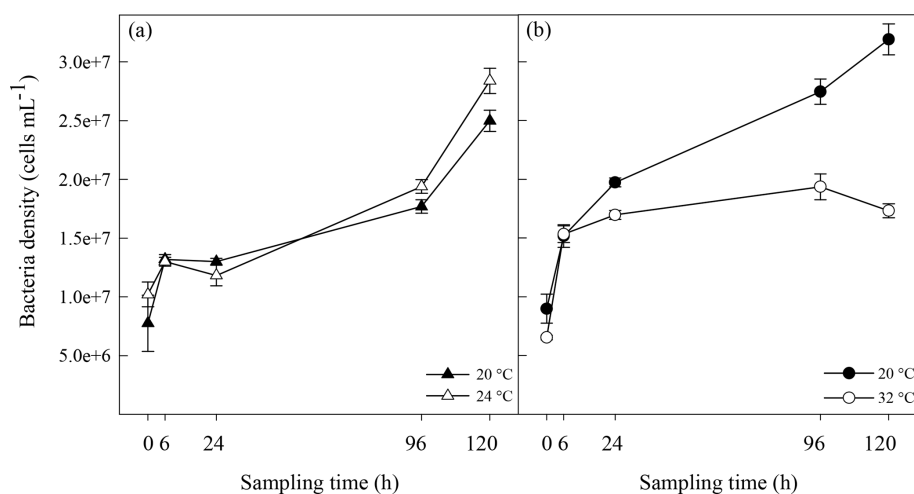 (a)
(b)
3.0e+7
2.5e+7
2.0e+7
1.5e+7
1.0e+7
5.0e+6
Bacteria density (cells mL⁻¹)
20 °C
24 °C
20 °C
32 °C
0 6 24 96 120
0 6 24 96 120
Sampling time (h)
Sampling time (h)